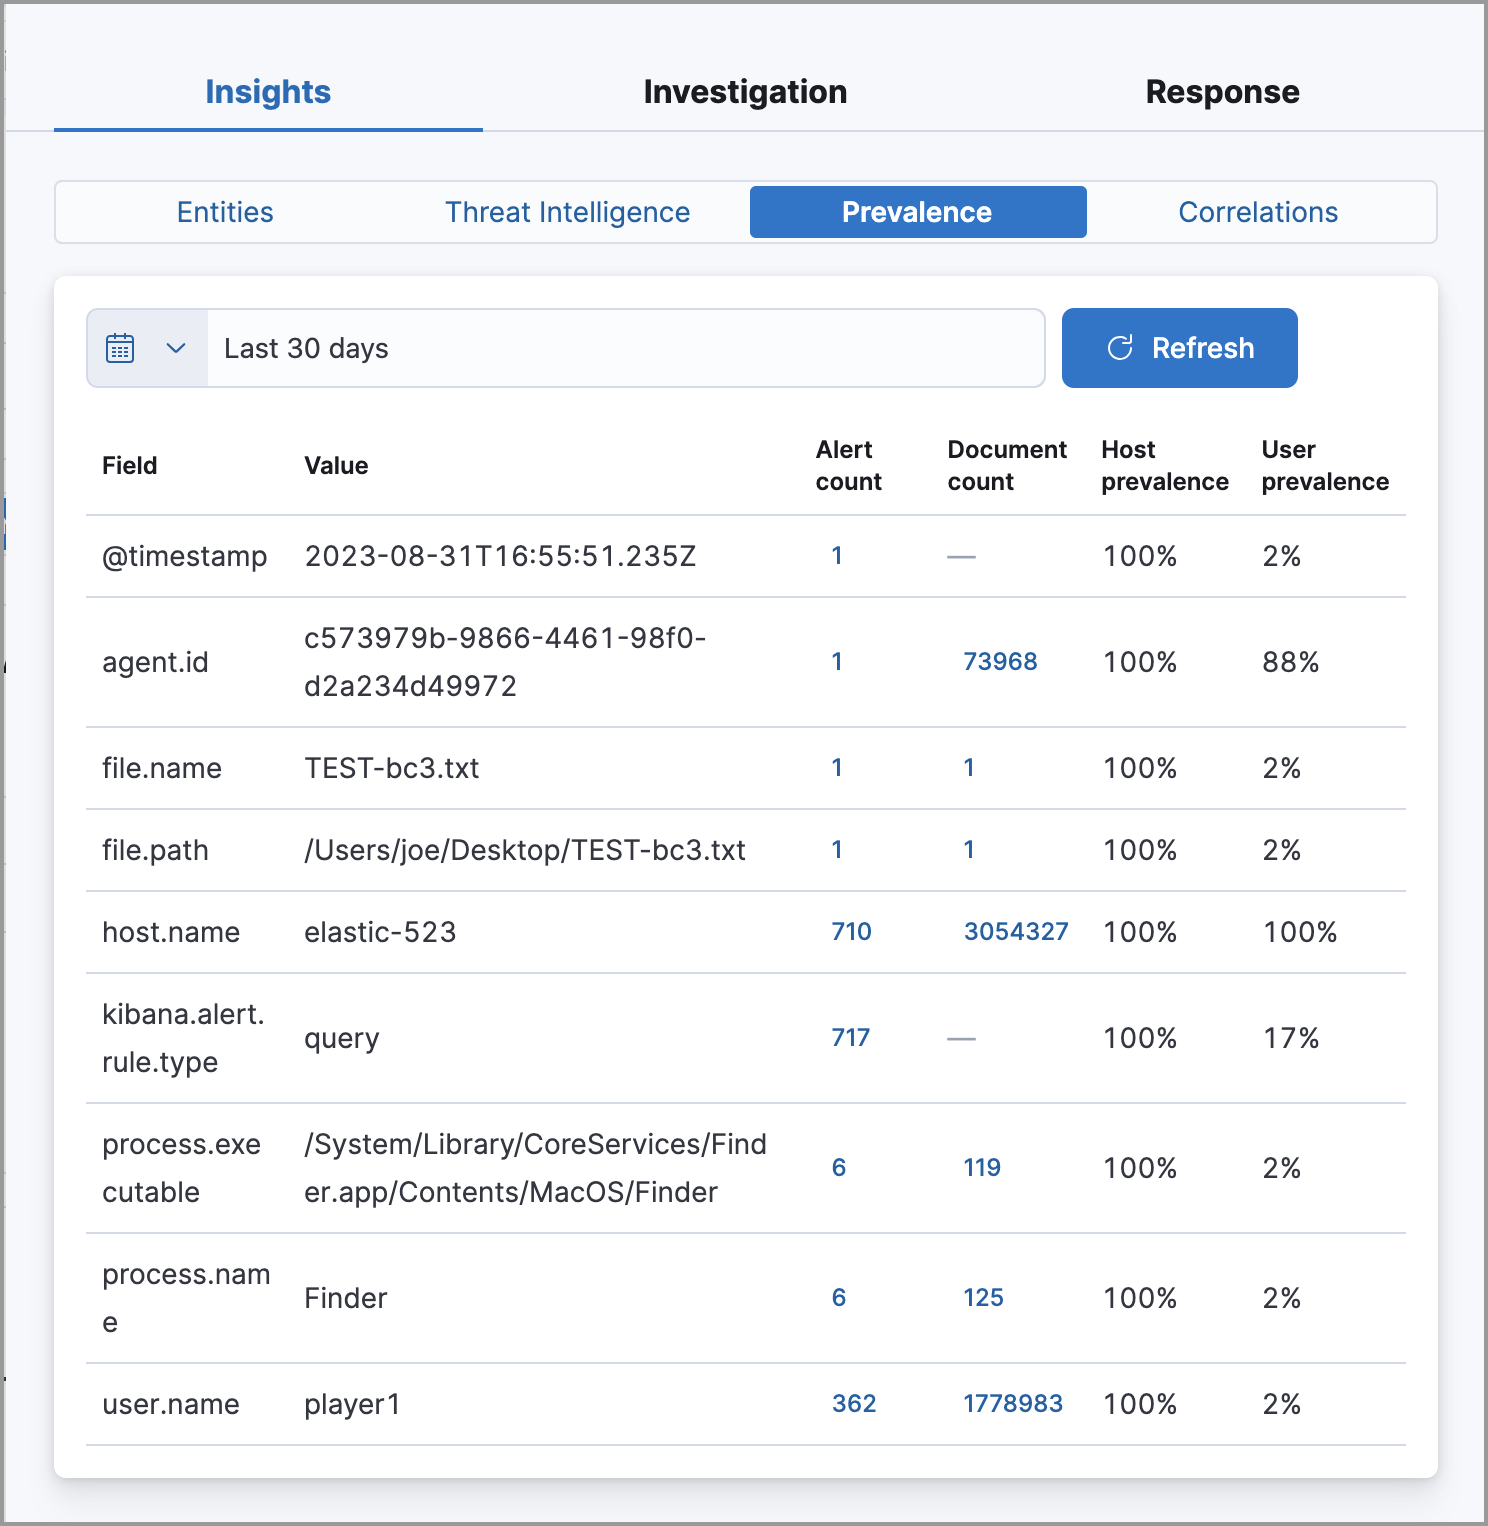 Insights Investigation Response
Entities Threat Intelligence Prevalence Correlations
Last 30 days Refresh
Field Value Alert count Document count Host prevalence User prevalence
@timestamp 2023-08-31T16:55:51.235Z 1 — 100% 2%
agent.id c573979b-9866-4461-98f0-
d2a234d49972 1 73968 100% 88%
file.name TEST-bc3.txt 1 1 100% 2%
file.path /Users/joe/Desktop/TEST-bc3.txt 1 1 100% 2%
host.name elastic-523 710 3054327 100% 100%
kibana.alert.
rule.type query 717 — 100% 17%
process.exe
cutable /System/Library/CoreServices/Find
er.app/Contents/MacOS/Finder 6 119 100% 2%
process.nam
e Finder 6 125 100% 2%
user.name player1 362 1778983 100% 2%